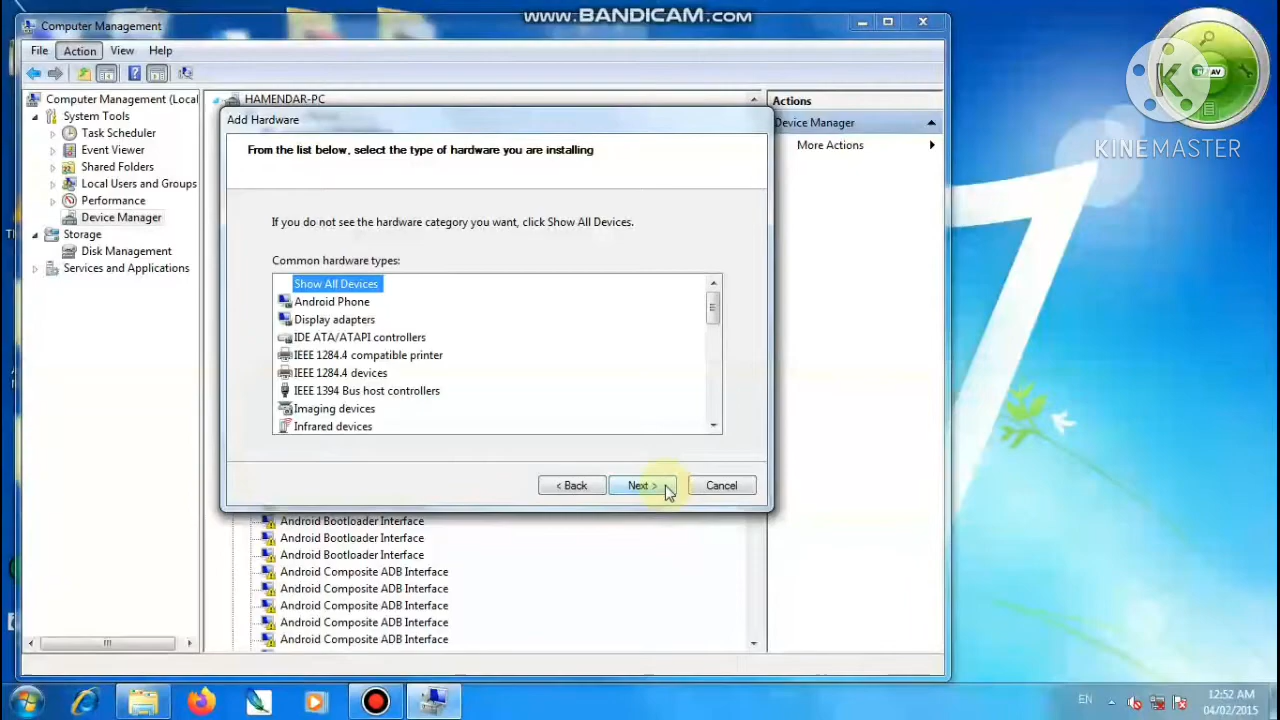 www.BANDICAM.com
Computer Management
File Action View Help
Computer Management (Local
System Tools
Task Scheduler
Event Viewer
Shared Folders
Local Users and Groups
Performance
Device Manager
Storage
Disk Management
Services and Applications
HAMENDAR-PC
Add Hardware
From the list below, select the type of hardware you are installing
If you do not see the hardware category you want, click Show All Devices.
Common hardware types:
Show All Devices
Android Phone
Display adapters
IDE ATA/ATAPI controllers
IEEE 1284.4 compatible printer
IEEE 1284.4 devices
IEEE 1394 Bus host controllers
Imaging devices
Infrared devices
< Back Next > Cancel
Android Bootloader Interface
Android Bootloader Interface
Android Bootloader Interface
Android Composite ADB Interface
Android Composite ADB Interface
Android Composite ADB Interface
Android Composite ADB Interface
Android Composite ADB Interface
Actions
Device Manager
More Actions
K
KINEMASTER
7
EN
12:52 AM
04/02/2015